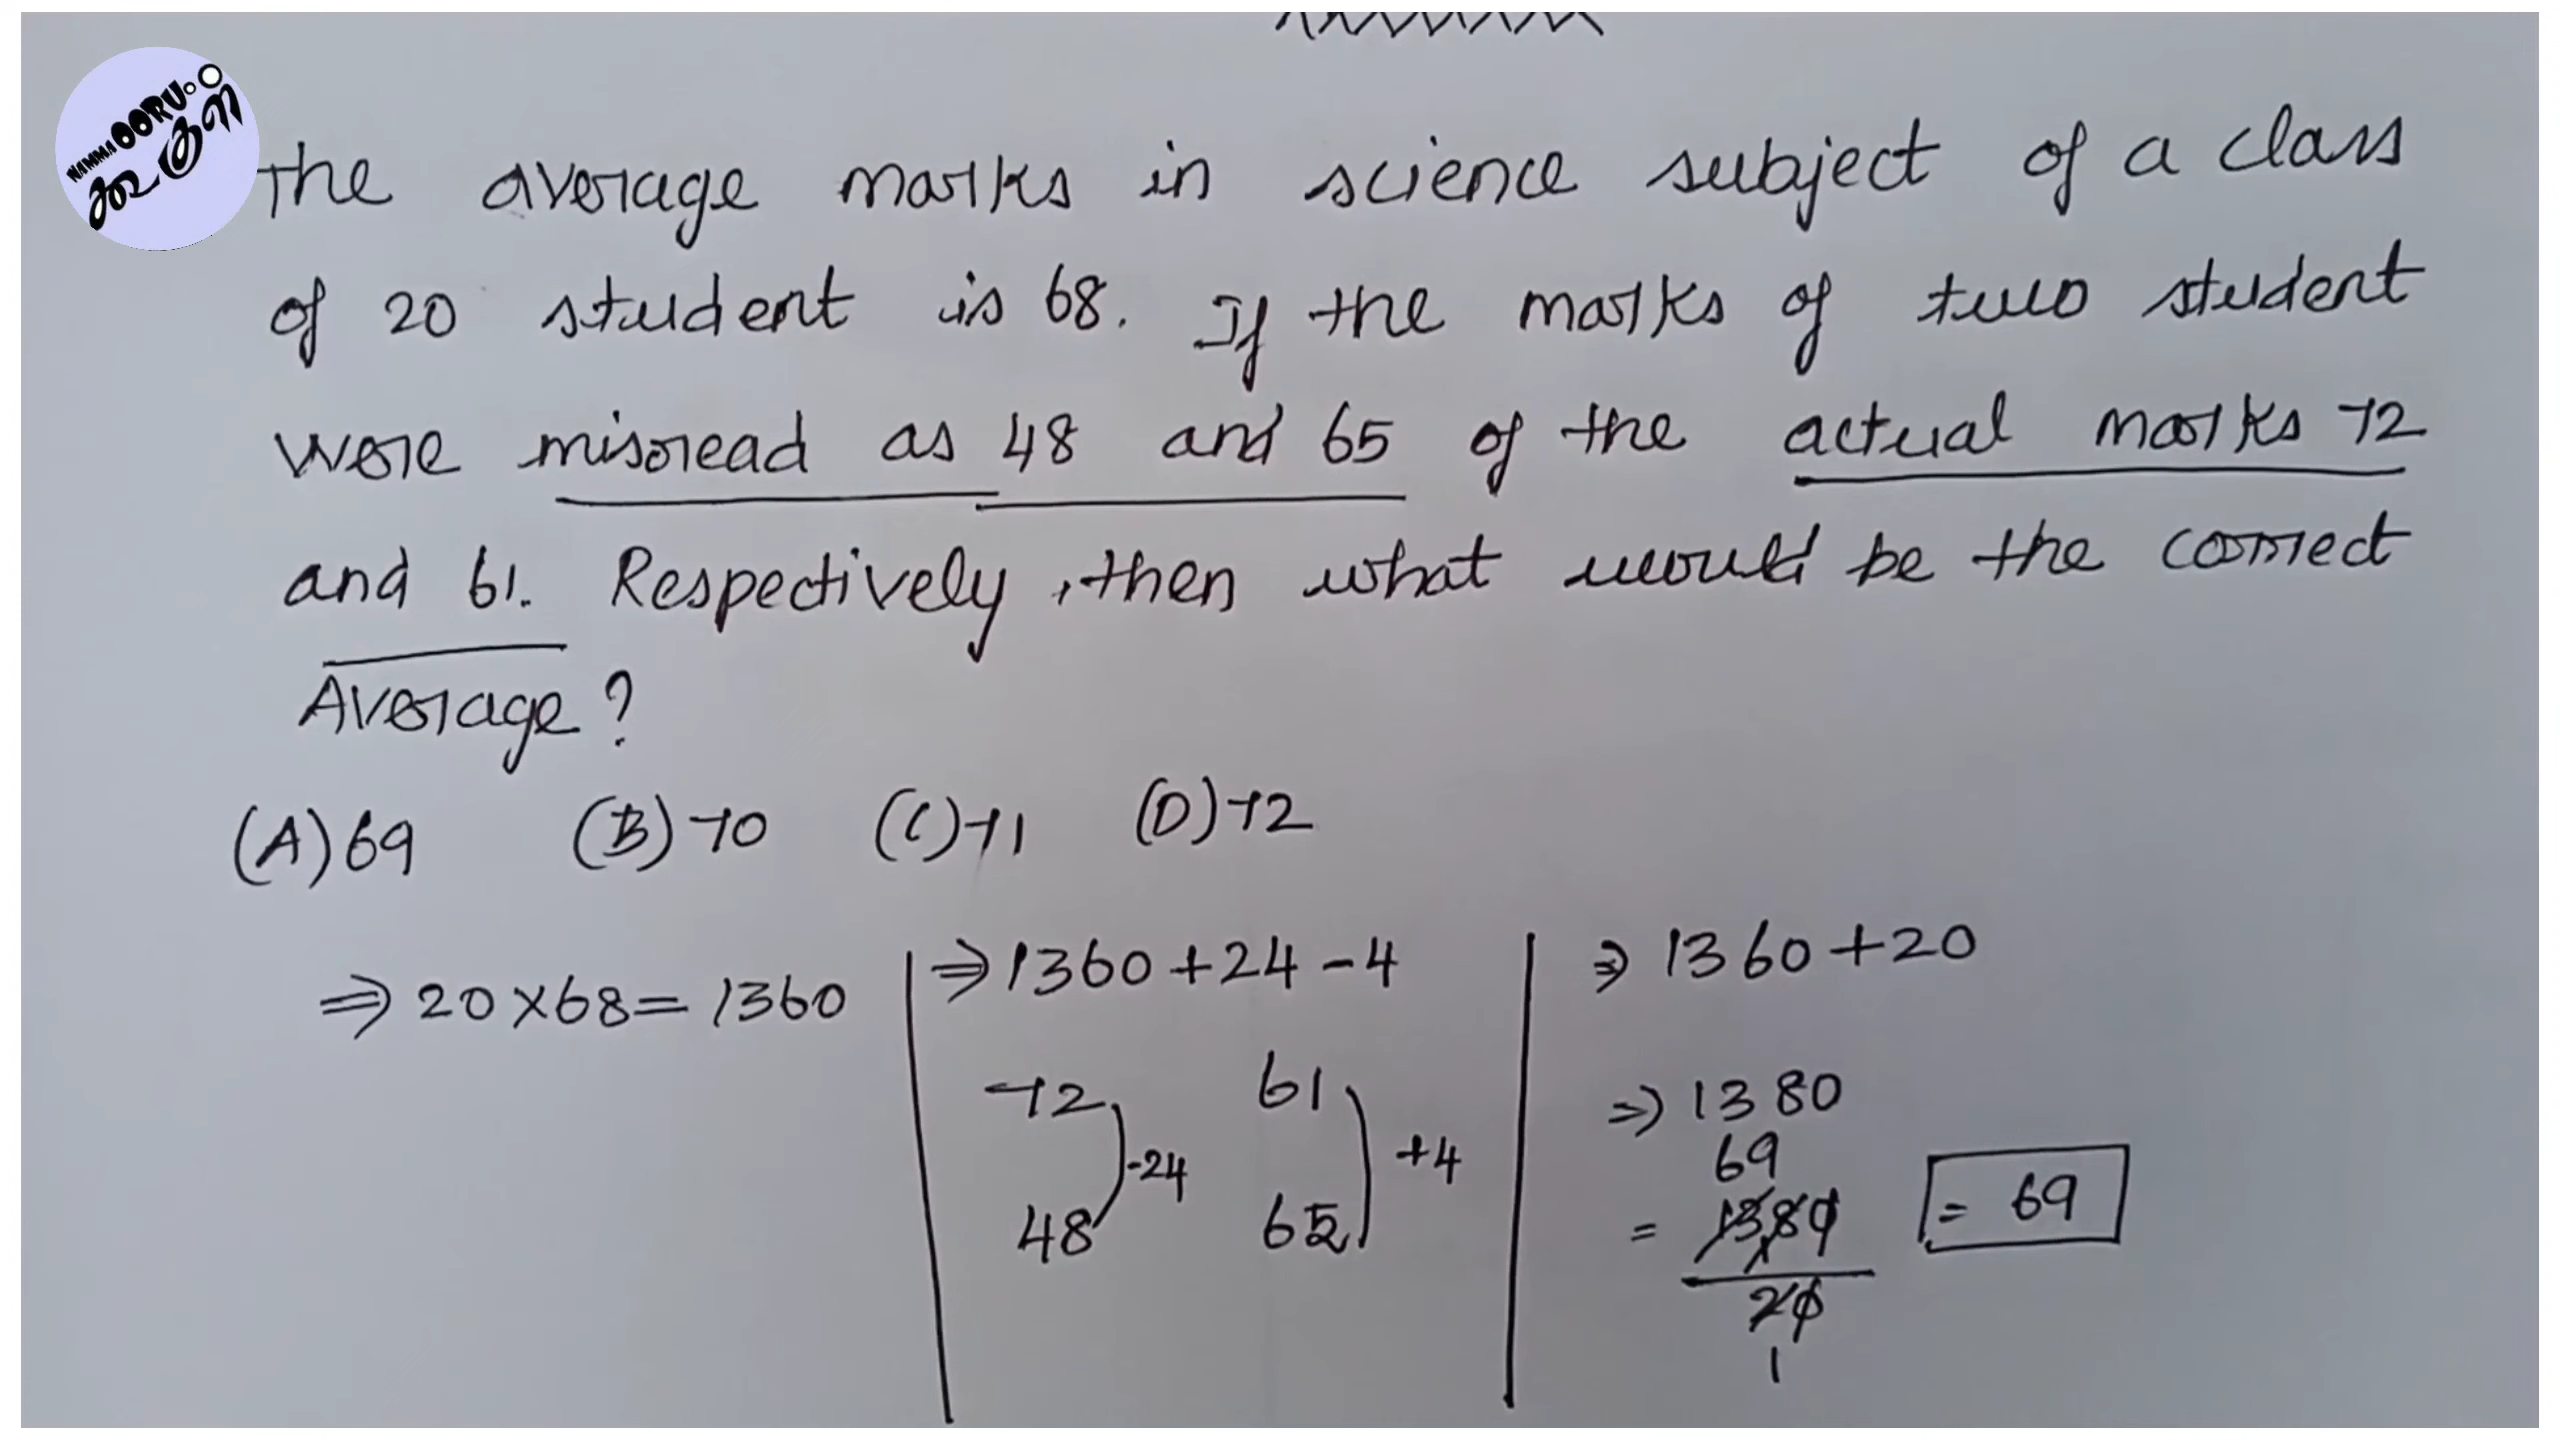 NAMMA OORU
The average marks in science subject of a class
of 20 student is 68. If the marks of two student
were misread as 48 and 65 of the actual marks 72
and 61. Respectively, then what would be the correct
Average?
(A) 69 (B) 70 (C) 71 (D) 72
⇒ 20 × 68 = 1360
⇒ 1360 + 24 - 4
72 61
-24 +4
48 65
⇒ 1360 + 20
⇒ 1380
69
= 1380
20
1
= 69